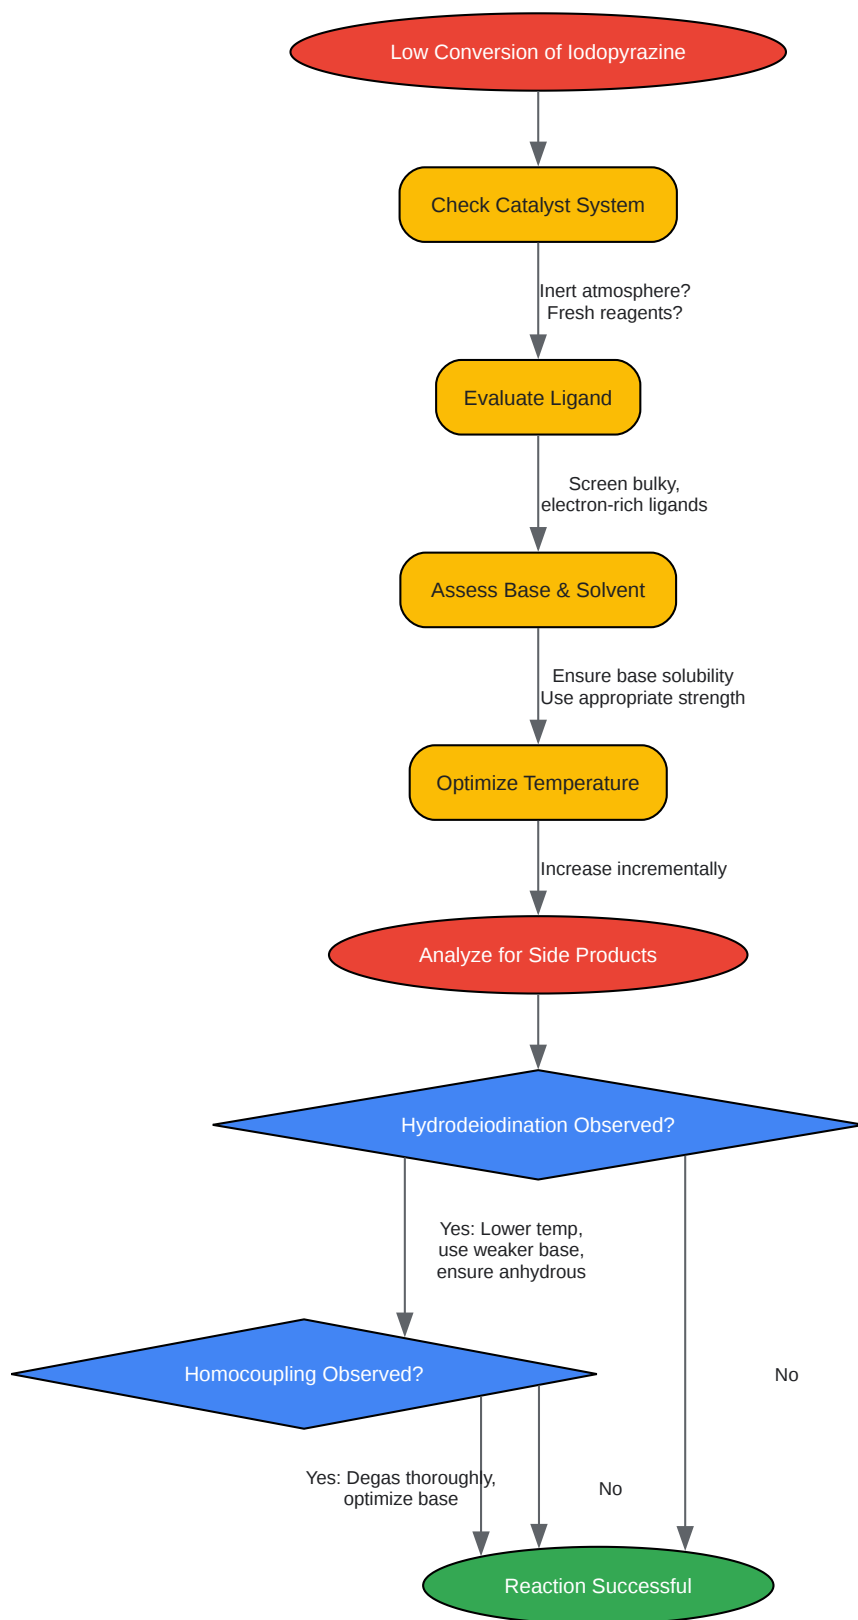 Low Conversion of Iodopyrazine
Check Catalyst System
Inert atmosphere?
Fresh reagents?
Evaluate Ligand
Screen bulky,
electron-rich ligands
Assess Base & Solvent
Ensure base solubility
Use appropriate strength
Optimize Temperature
Increase incrementally
Analyze for Side Products
Hydrodeiodination Observed?
Yes: Lower temp,
use weaker base,
ensure anhydrous
Homocoupling Observed?
No
Yes: Degas thoroughly,
optimize base
No
Reaction Successful